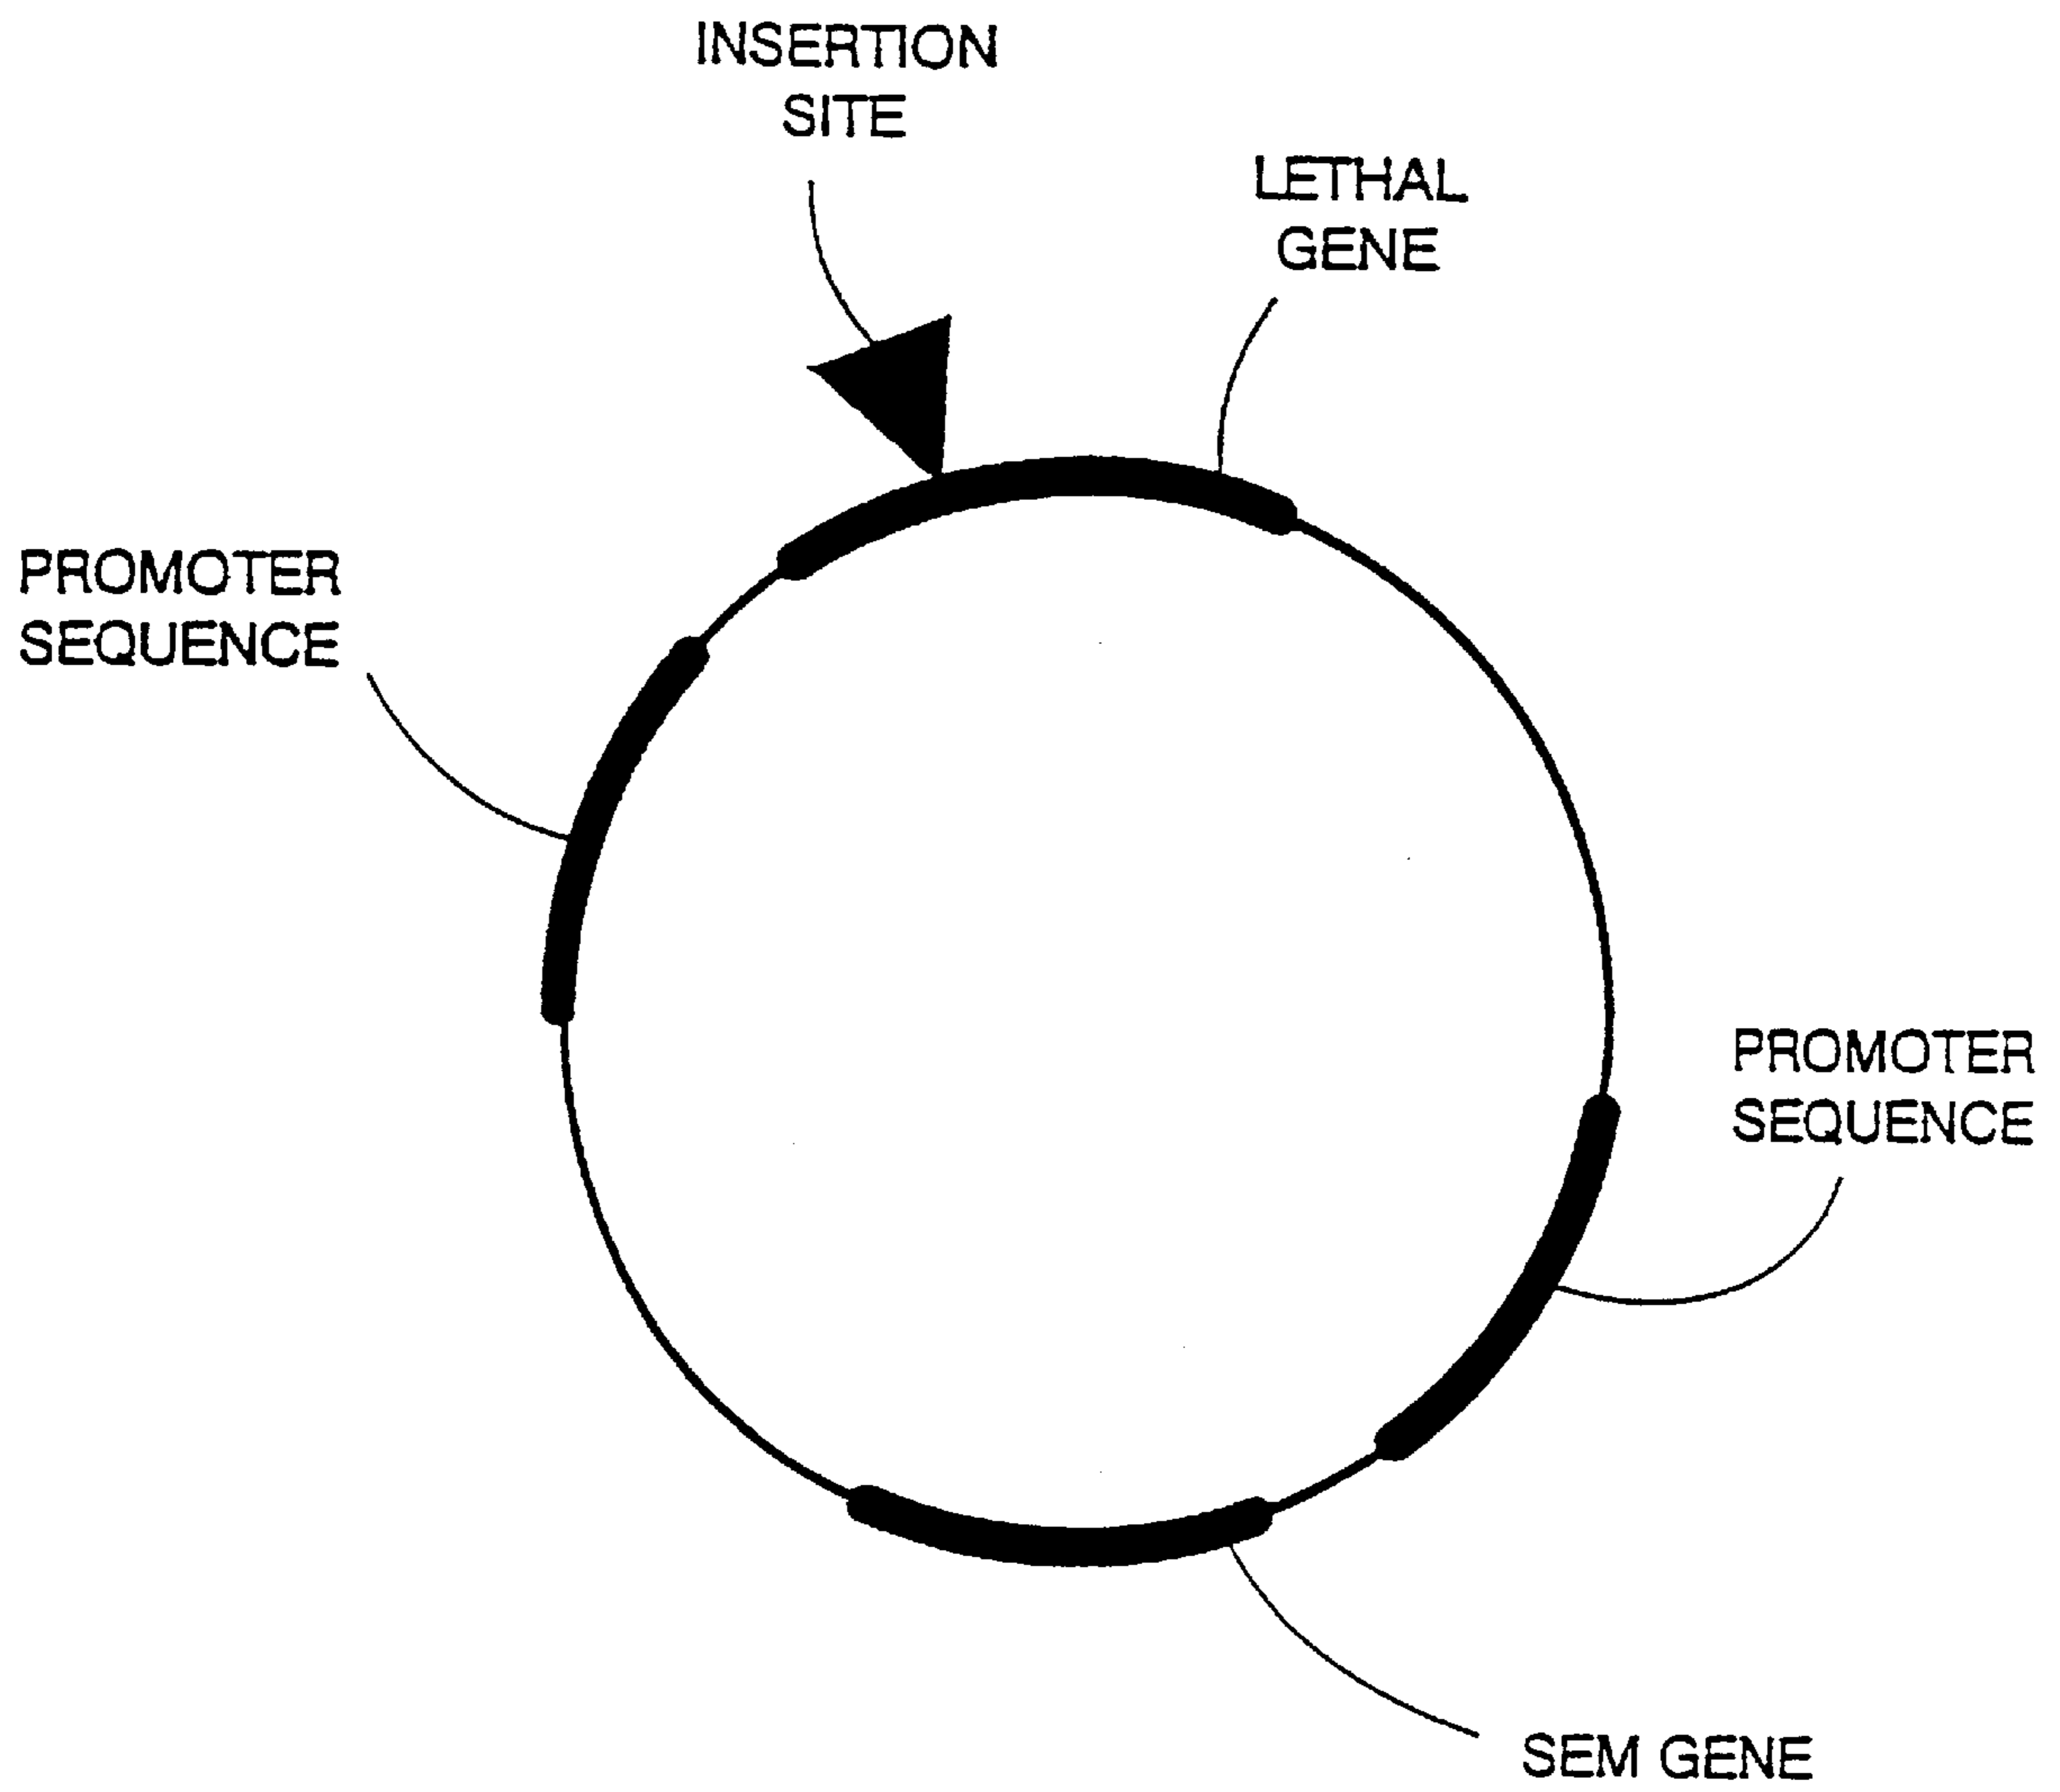 INSERTION
SITE
LETHAL
GENE
PROMOTER
SEQUENCE
PROMOTER
SEQUENCE
SEM GENE